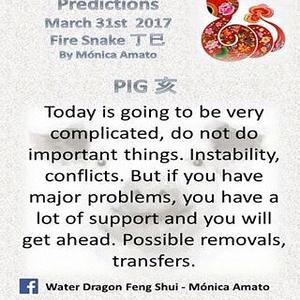 Predictions
March 31st 2017
Fire Snake 丁巳
By Mónica Amato
PIG 亥
Today is going to be very
complicated, do not do
important things. Instability,
conflicts. But if you have
major problems, you have a
lot of support and you will
get ahead. Possible removals,
transfers.
f Water Dragon Feng Shui - Mónica Amato